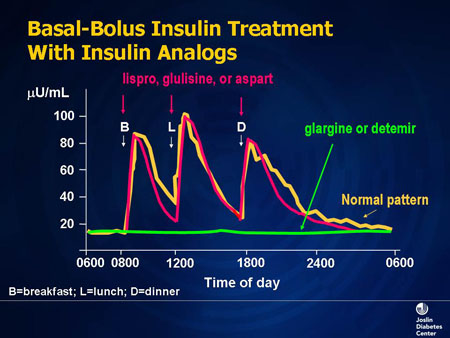 Basal-Bolus Insulin Treatment
With Insulin Analogs
lispro, glulisine, or aspart
µU/mL
100
B L D
glargine or detemir
80
60
40
Normal pattern
20
0600 0800 1200 1800 2400 0600
Time of day
B=breakfast; L=lunch; D=dinner
Joslin
Diabetes
Center